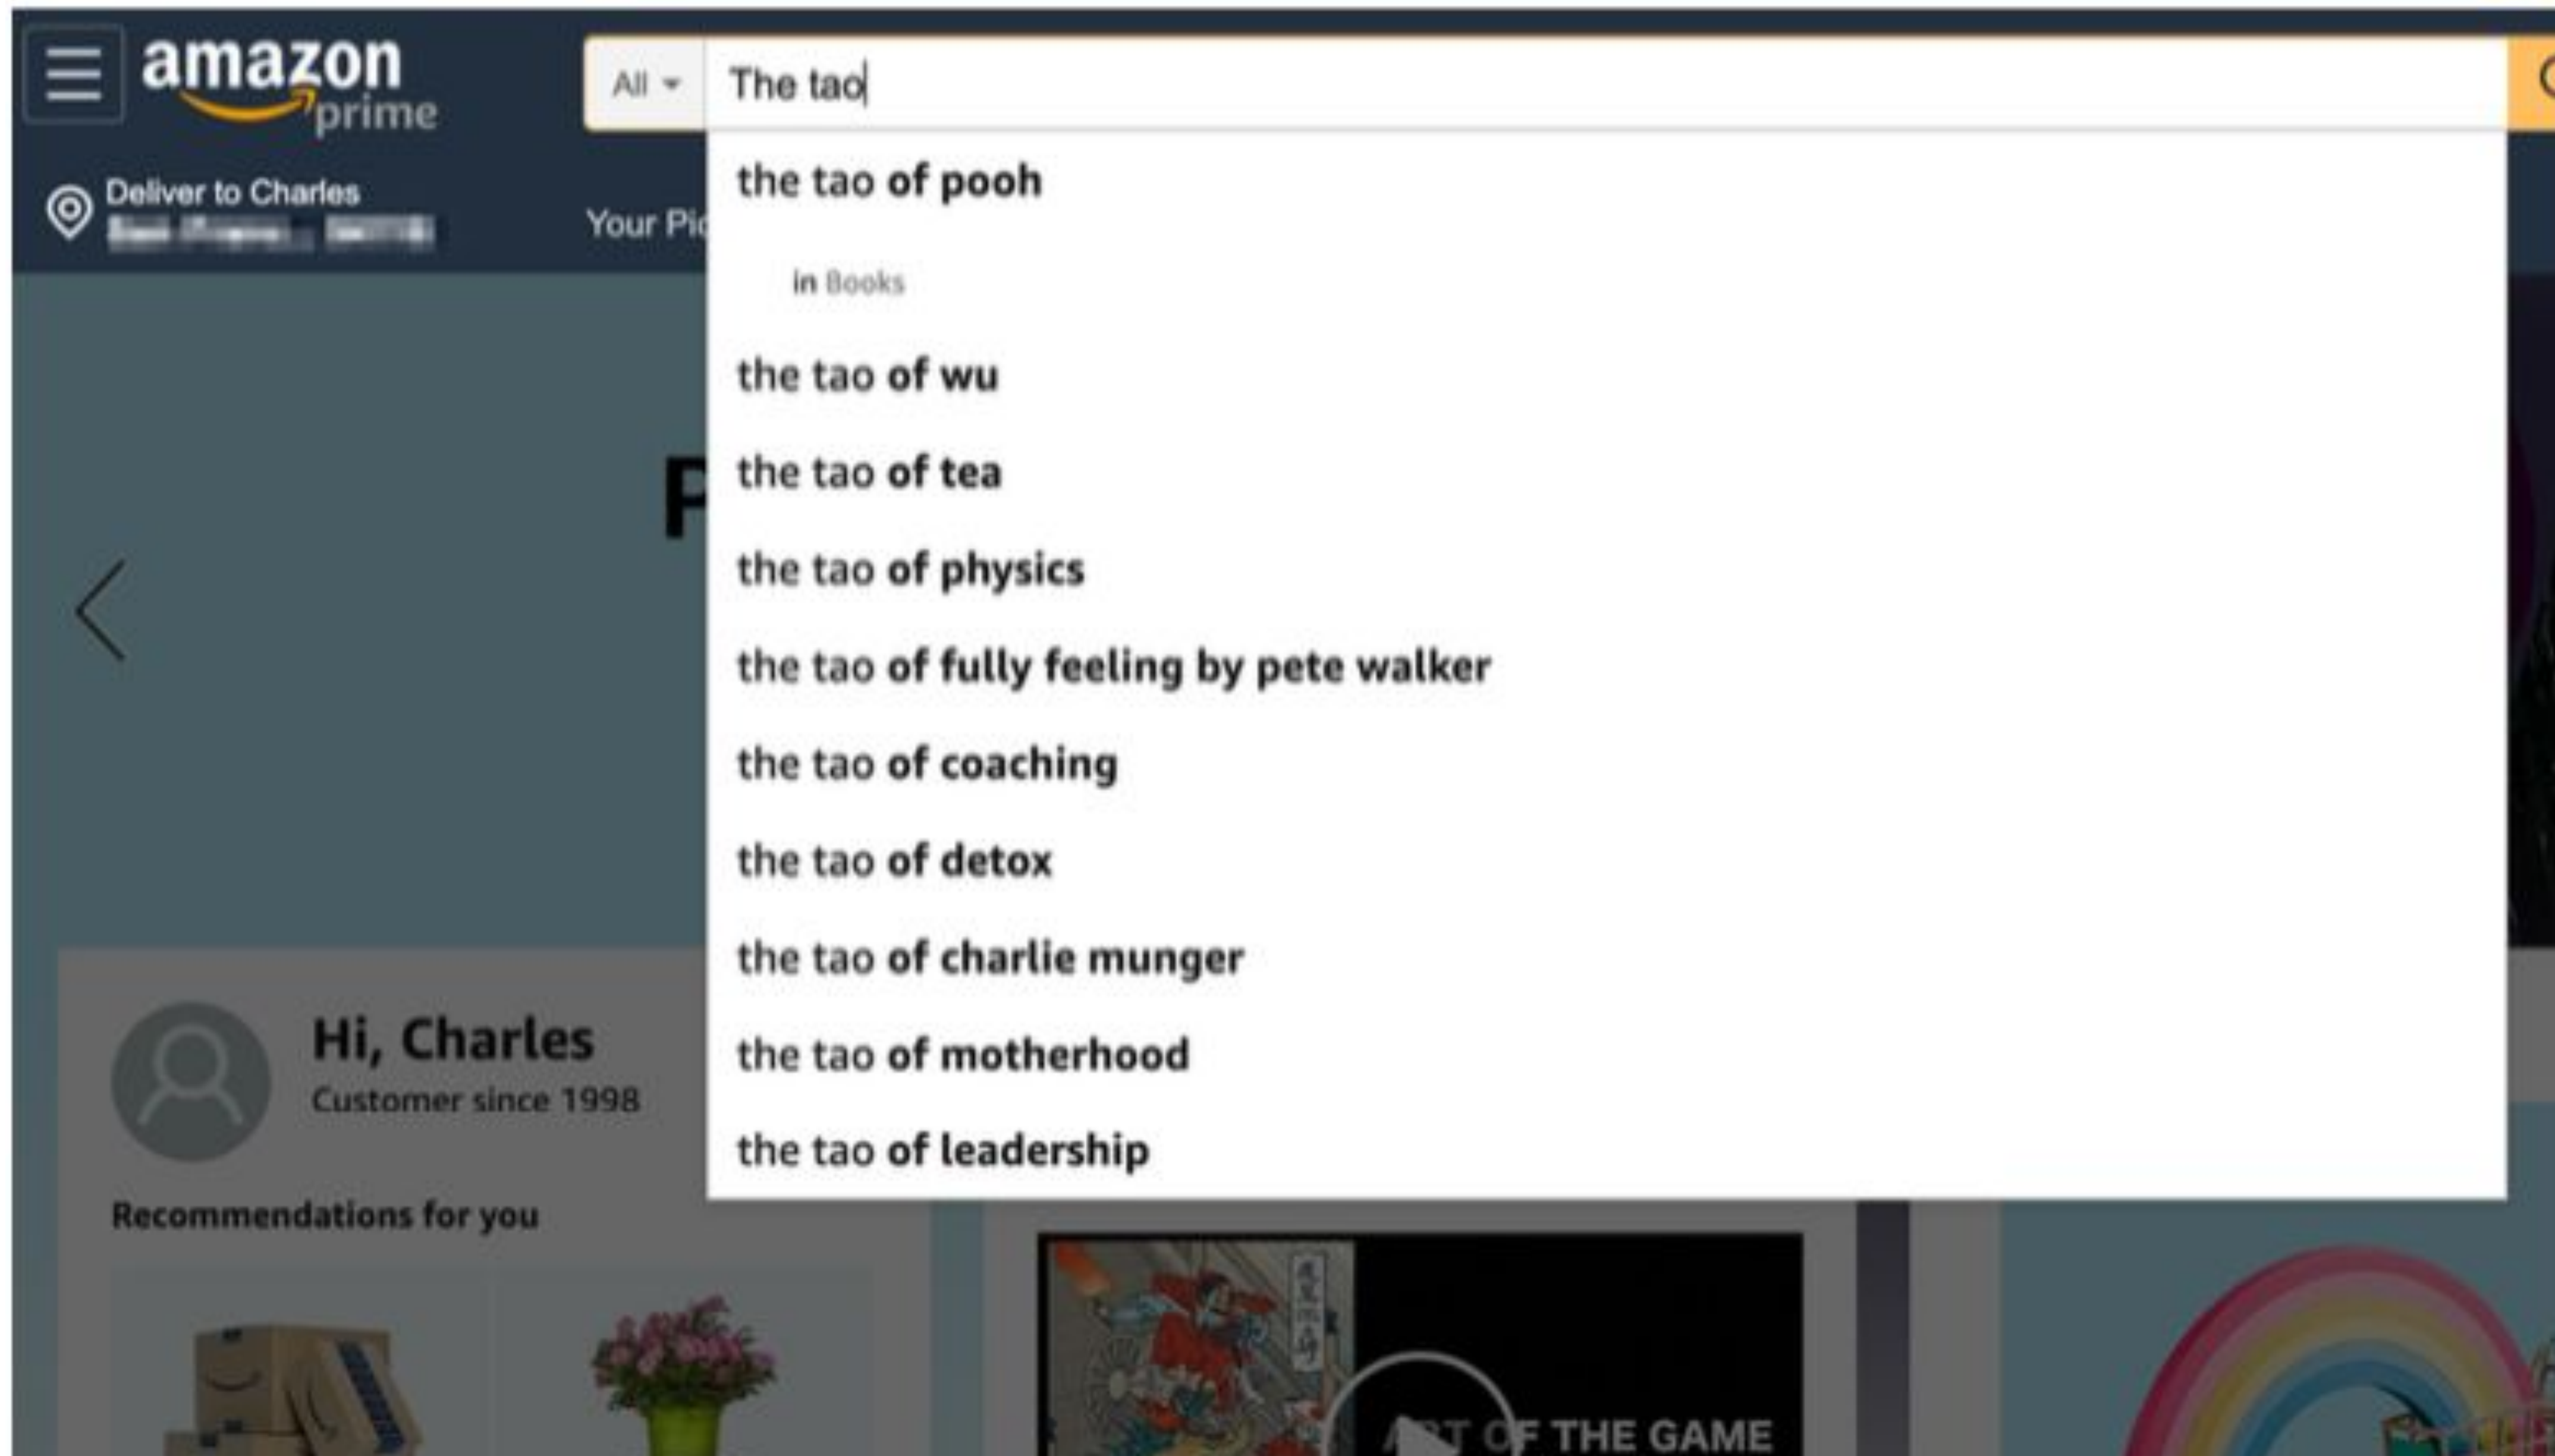 amazon
prime
All
The tao
Deliver to Charles
Your Pic
the tao of pooh
in Books
the tao of wu
the tao of tea
the tao of physics
the tao of fully feeling by pete walker
the tao of coaching
the tao of detox
the tao of charlie munger
the tao of motherhood
the tao of leadership
P
Hi, Charles
Customer since 1998
Recommendations for you
ART OF THE GAME